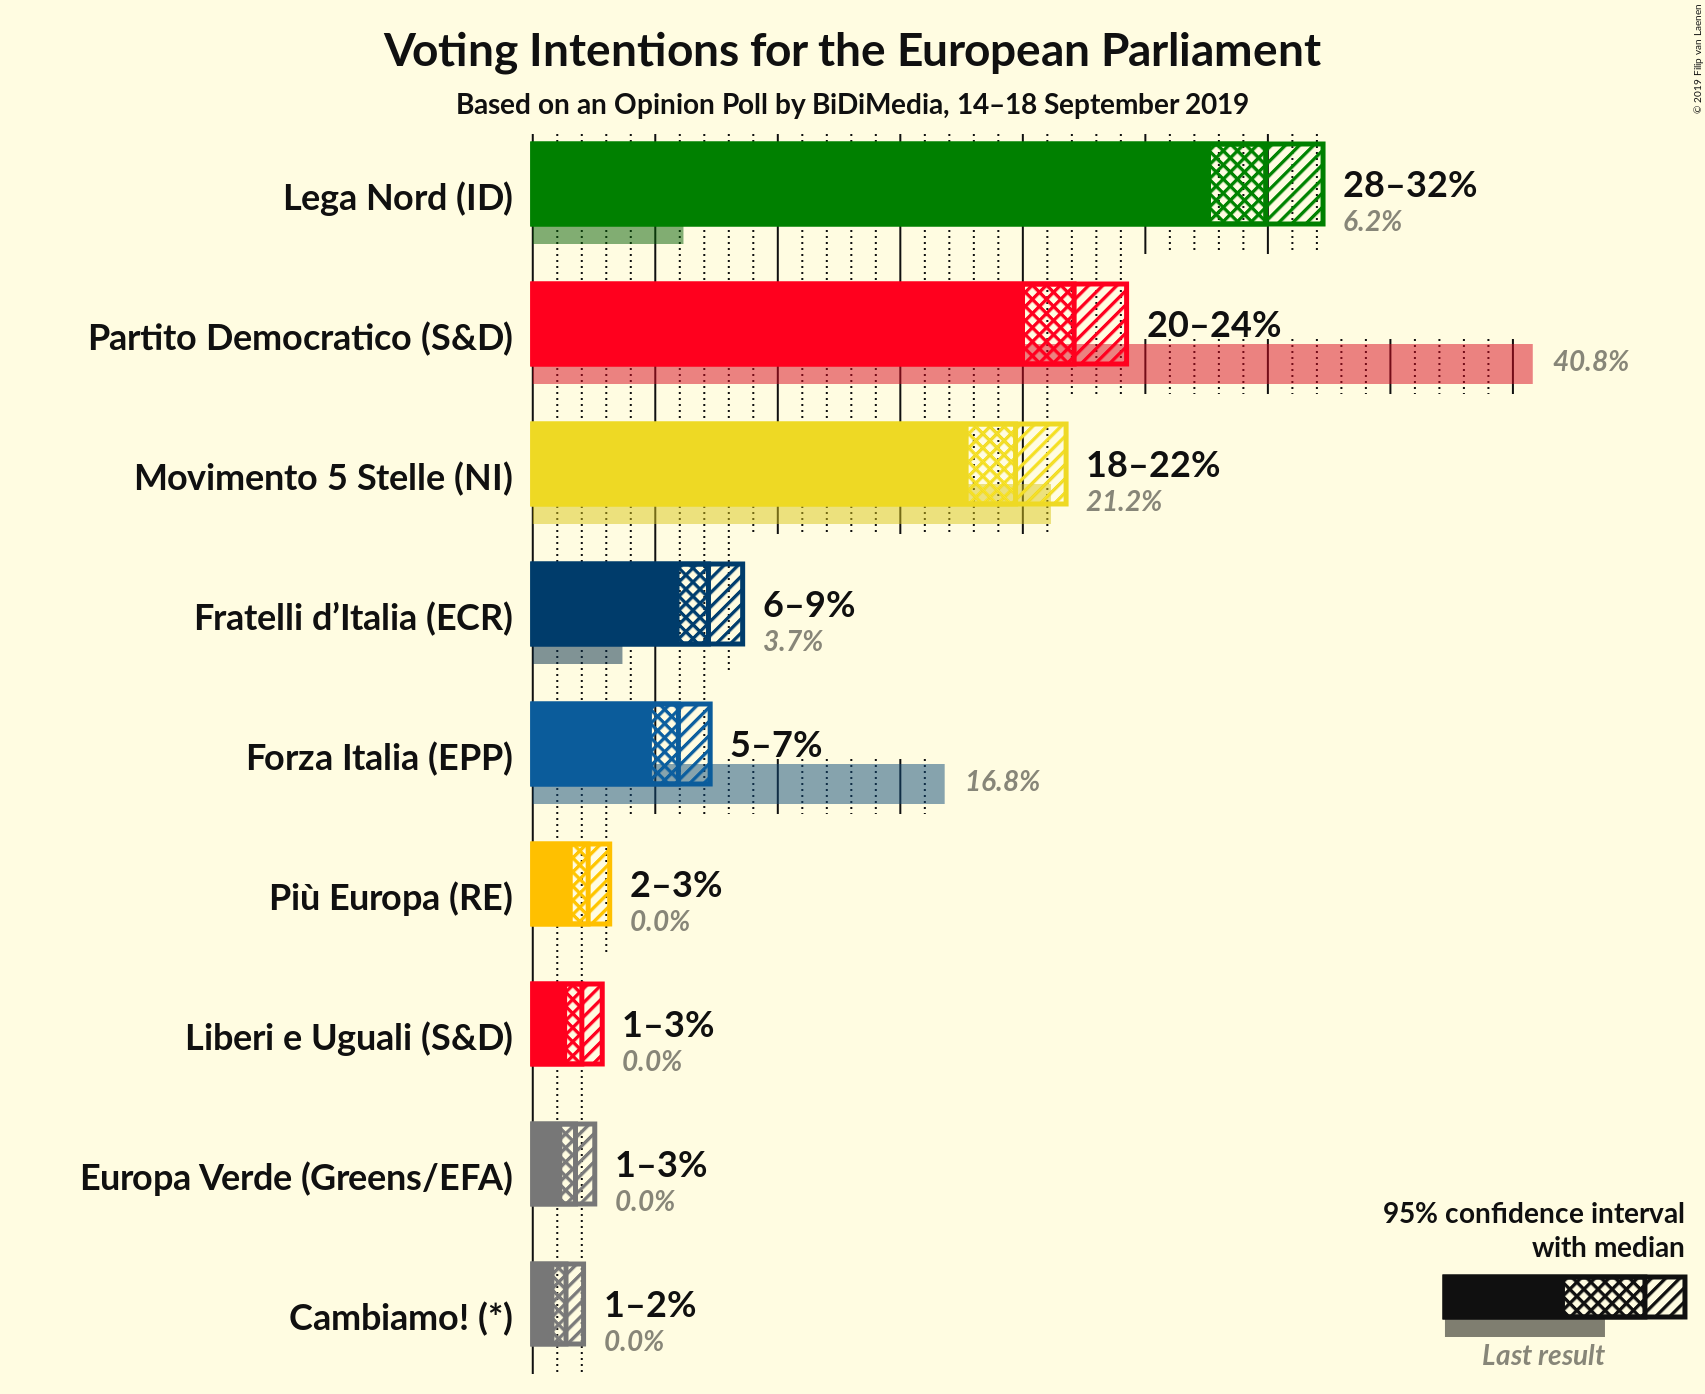 Voting Intentions for the European Parliament
Based on an Opinion Poll by BiDiMedia, 14–18 September 2019
© 2019 Filip van Laenen
Lega Nord (ID)
28–32%
6.2%
Partito Democratico (S&D)
20–24%
40.8%
Movimento 5 Stelle (NI)
18–22%
21.2%
Fratelli d’Italia (ECR)
6–9%
3.7%
Forza Italia (EPP)
5–7%
16.8%
Più Europa (RE)
2–3%
0.0%
Liberi e Uguali (S&D)
1–3%
0.0%
Europa Verde (Greens/EFA)
1–3%
0.0%
Cambiamo! (*)
1–2%
0.0%
95% confidence interval
with median
Last result